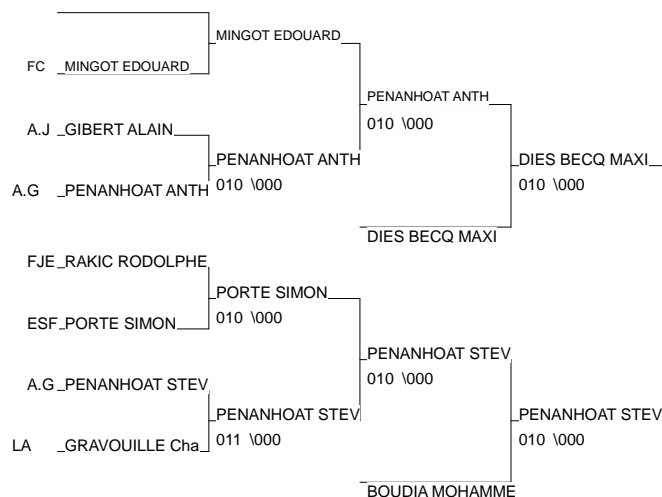 MINGOT EDOUARD
FC MINGOT EDOUARD
PENANHOAT ANTH
010 \000
A.J GIBERT ALAIN
PENANHOAT ANTH
010 \000
DIES BECQ MAXI
010 \000
A.G PENANHOAT ANTH
DIES BECQ MAXI
FJE RAKIC RODOLPHE
PORTE SIMON
010 \000
ESF PORTE SIMON
PENANHOAT STEV
010 \000
A.G PENANHOAT STEV
PENANHOAT STEV
011 \000
PENANHOAT STEV
010 \000
LA GRAVOUILLE Cha
BOUDIA MOHAMME